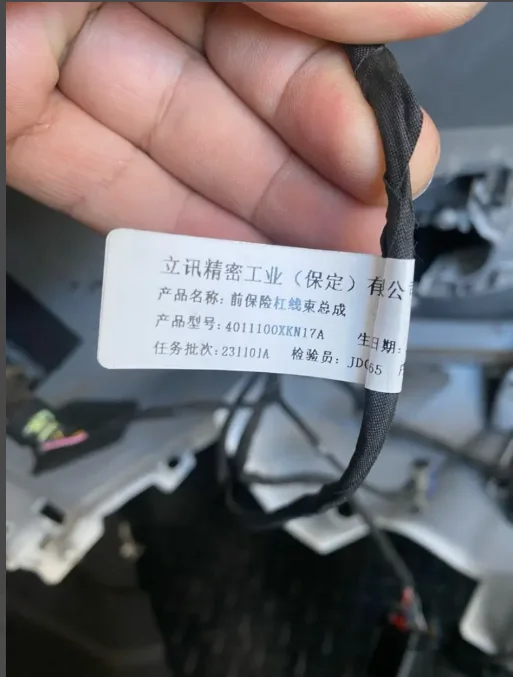 立讯精密工业（保定）有限公
产品名称：前保险杠线束总成
产品型号：4011100XKN17A 生日期：
任务批次：231101A 检验员：JDC65